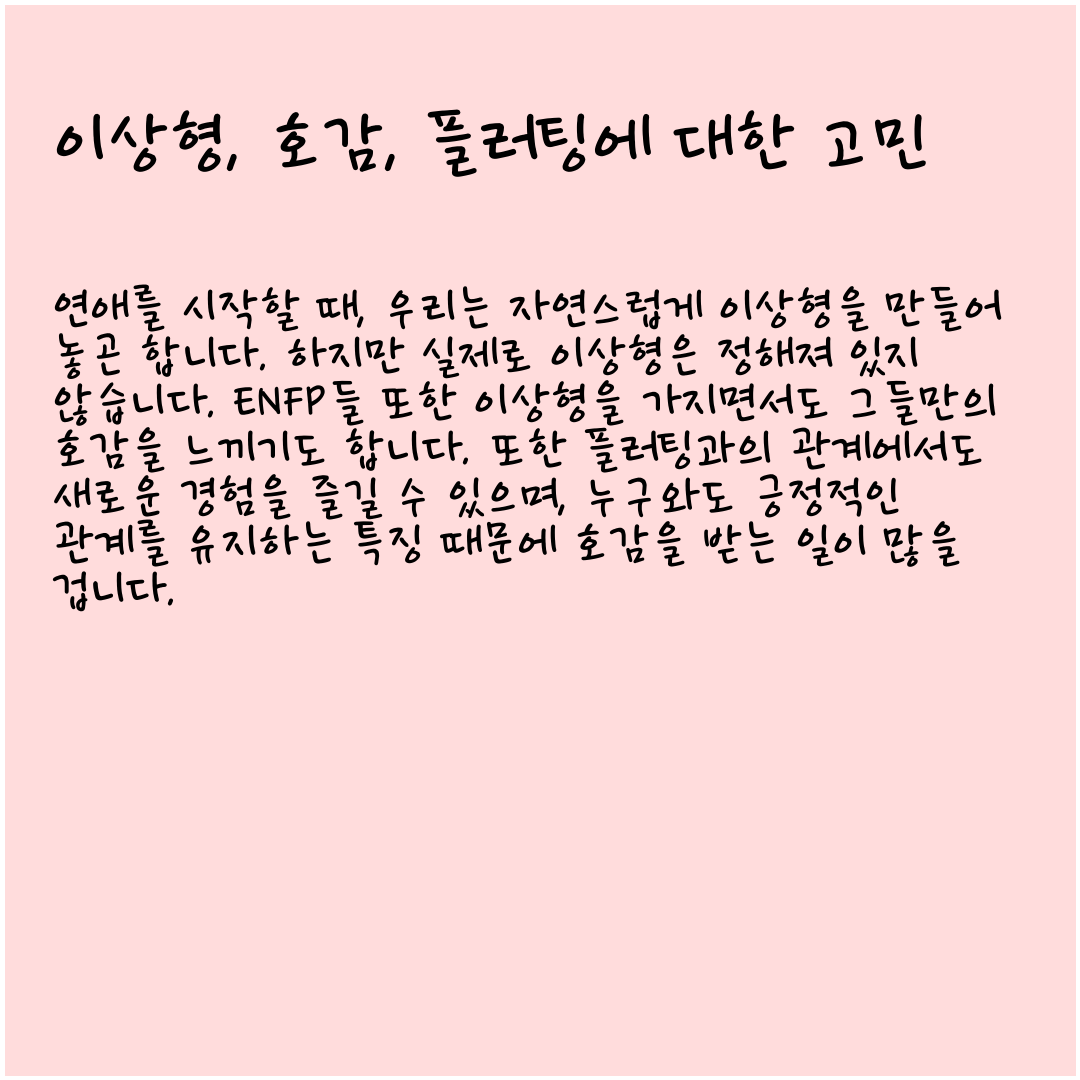 이상형, 호감, 플러팅에 대한 고민
연애를 시작할 때, 우리는 자연스럽게 이상형을 만들어
놓곤 합니다. 하지만 실제로 이상형은 정해져 있지
않습니다. ENFP들 또한 이상형을 가지면서도 그들만의
호감을 느끼기도 합니다. 또한 플러팅과의 관계에서도
새로운 경험을 즐길 수 있으며, 누구와도 긍정적인
관계를 유지하는 특징 때문에 호감을 받는 일이 많을
겁니다.